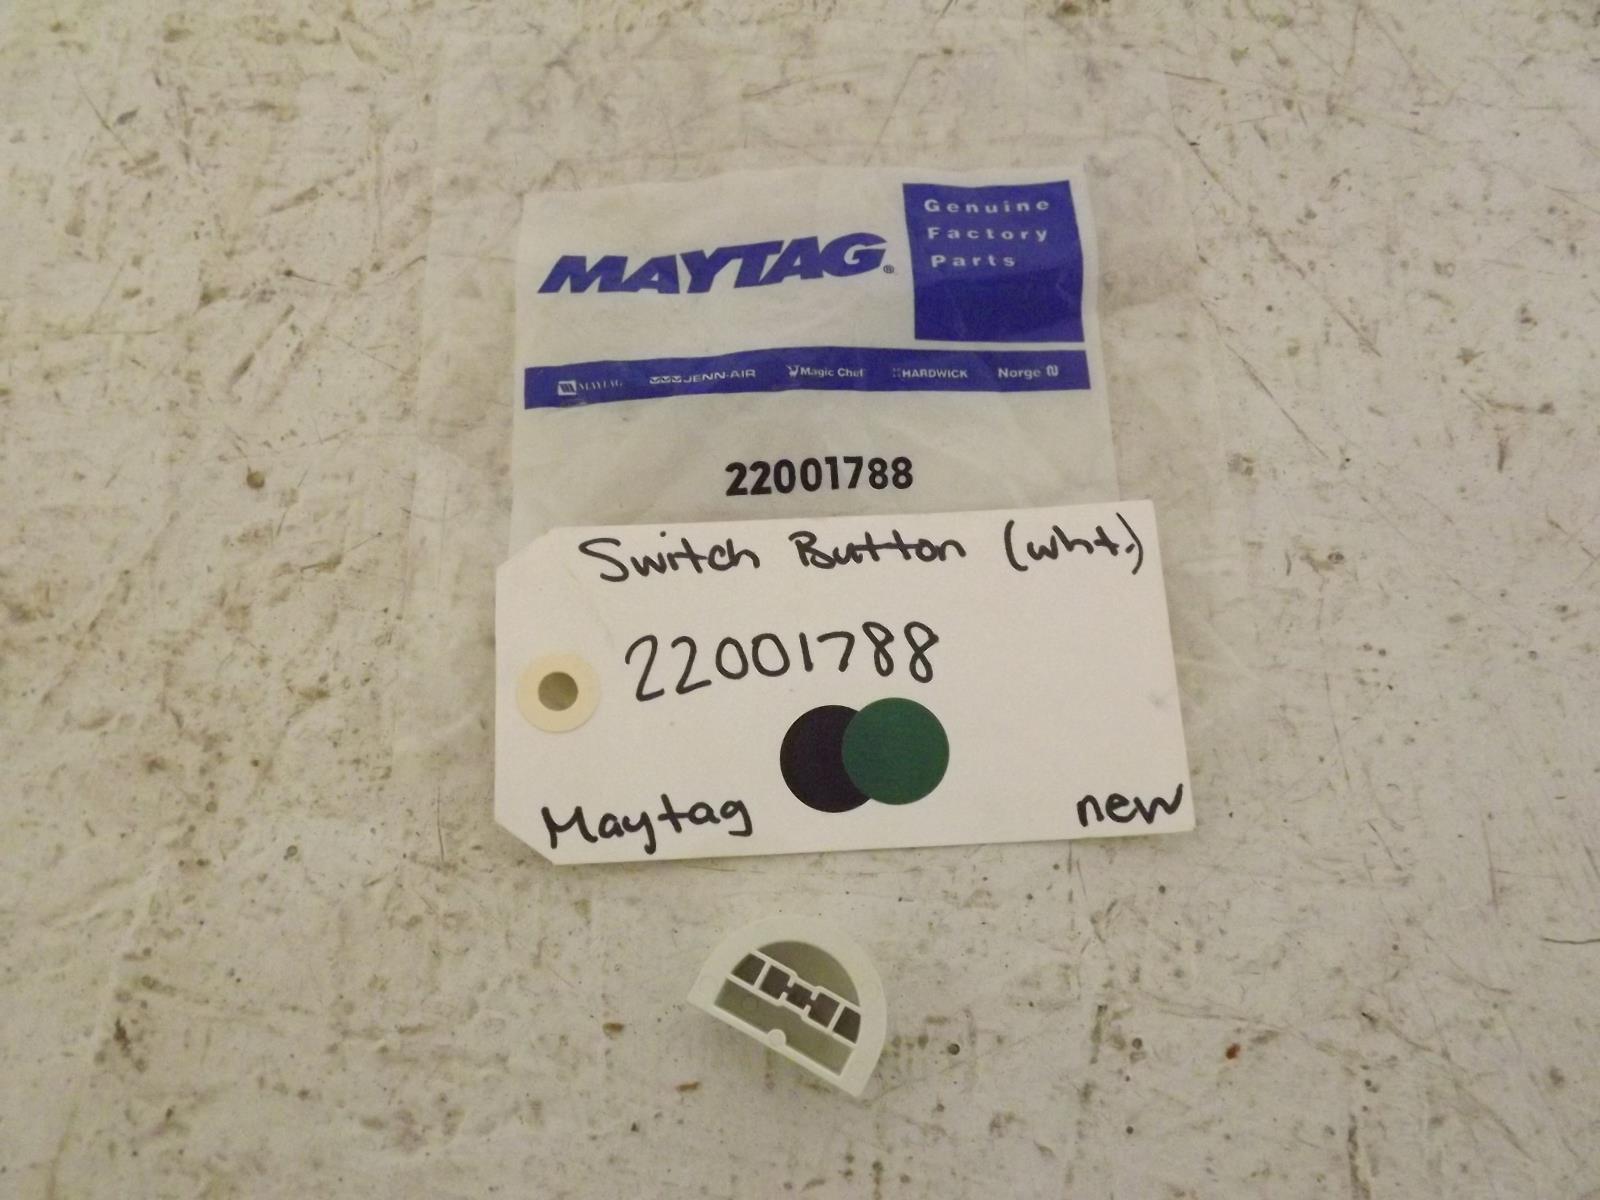 MAYTAG®
Genuine
Factory
Parts
MAYTAG JENN-AIR Magic Chef HARDWICK Norge
22001788
Switch Button (wht.)
22001788
Maytag new